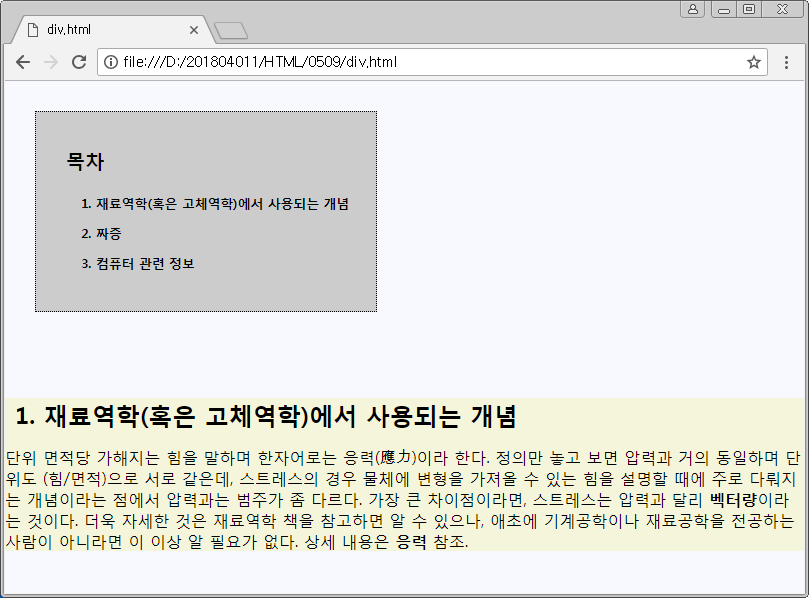 div.html
file:///D:/201804011/HTML/0509/div.html
목차
1. 재료역학(혹은 고체역학)에서 사용되는 개념
2. 짜증
3. 컴퓨터 관련 정보
1. 재료역학(혹은 고체역학)에서 사용되는 개념
단위 면적당 가해지는 힘을 말하며 한자어로는 응력(應力)이라 한다. 정의만 놓고 보면 압력과 거의 동일하며 단
위도 (힘/면적)으로 서로 같은데, 스트레스의 경우 물체에 변형을 가져올 수 있는 힘을 설명할 때에 주로 다뤄지
는 개념이라는 점에서 압력과는 범주가 좀 다르다. 가장 큰 차이점이라면, 스트레스는 압력과 달리 벡터량이라
는 것이다. 더욱 자세한 것은 재료역학 책을 참고하면 알 수 있으나, 애초에 기계공학이나 재료공학을 전공하는
사람이 아니라면 이 이상 알 필요가 없다. 상세 내용은 응력 참조.